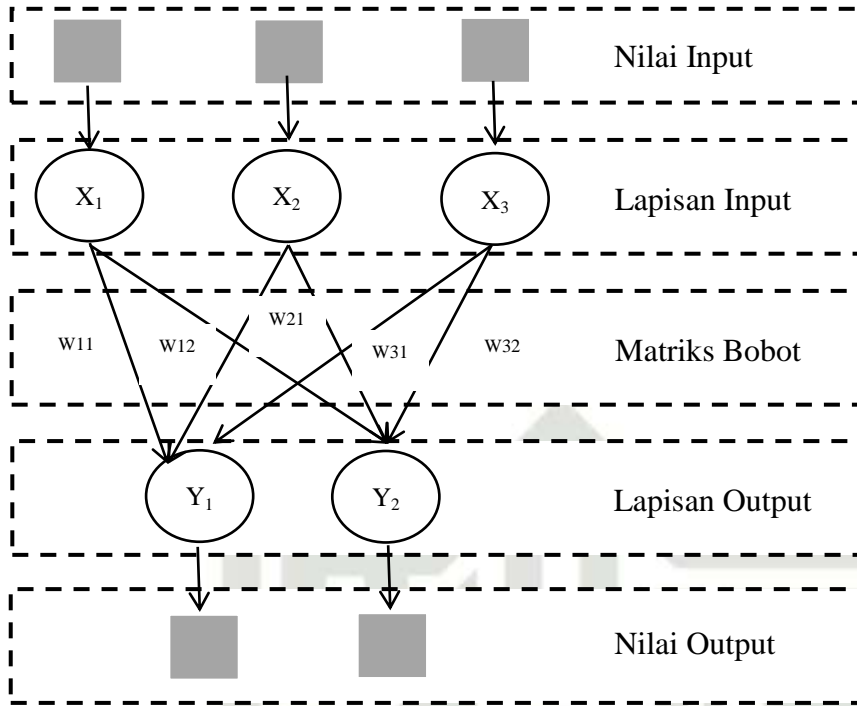 Nilai Input
X₁ X₂ X₃ Lapisan Input
W11 W12 W21 W31 W32 Matriks Bobot
Y₁ Y₂ Lapisan Output
Nilai Output